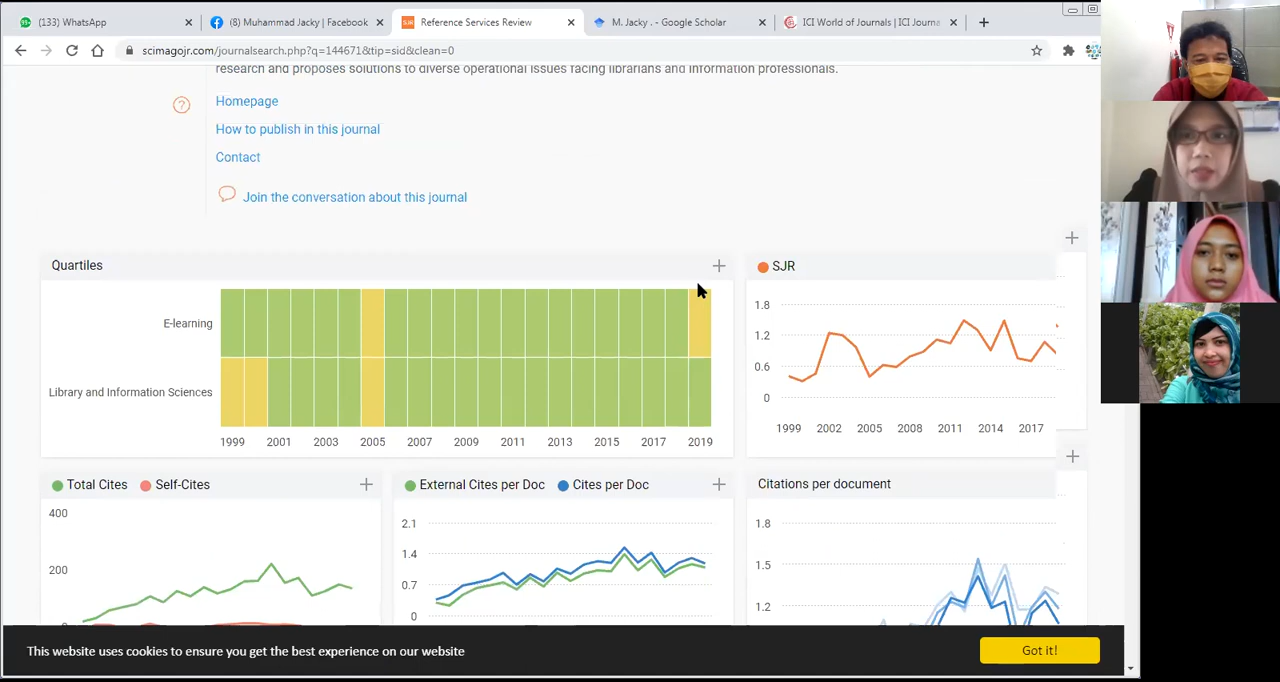 (133) WhatsApp
(8) Muhammad Jacky | Facebook
SJR Reference Services Review
M. Jacky . - Google Scholar
ICI World of Journals | ICI Journa
scimagojr.com/journalsearch.php?q=144671&tip=sid&clean=0
research and proposes solutions to diverse operational issues facing librarians and information professionals.
?
Homepage
How to publish in this journal
Contact
Join the conversation about this journal
Quartiles
E-learning
Library and Information Sciences
1999 2001 2003 2005 2007 2009 2011 2013 2015 2017 2019
SJR
1.8
1.2
0.6
0
1999 2002 2005 2008 2011 2014 2017
Total Cites Self-Cites
400
200
External Cites per Doc Cites per Doc
2.1
1.4
0.7
0
Citations per document
1.8
1.5
1.2
This website uses cookies to ensure you get the best experience on our website
Got it!